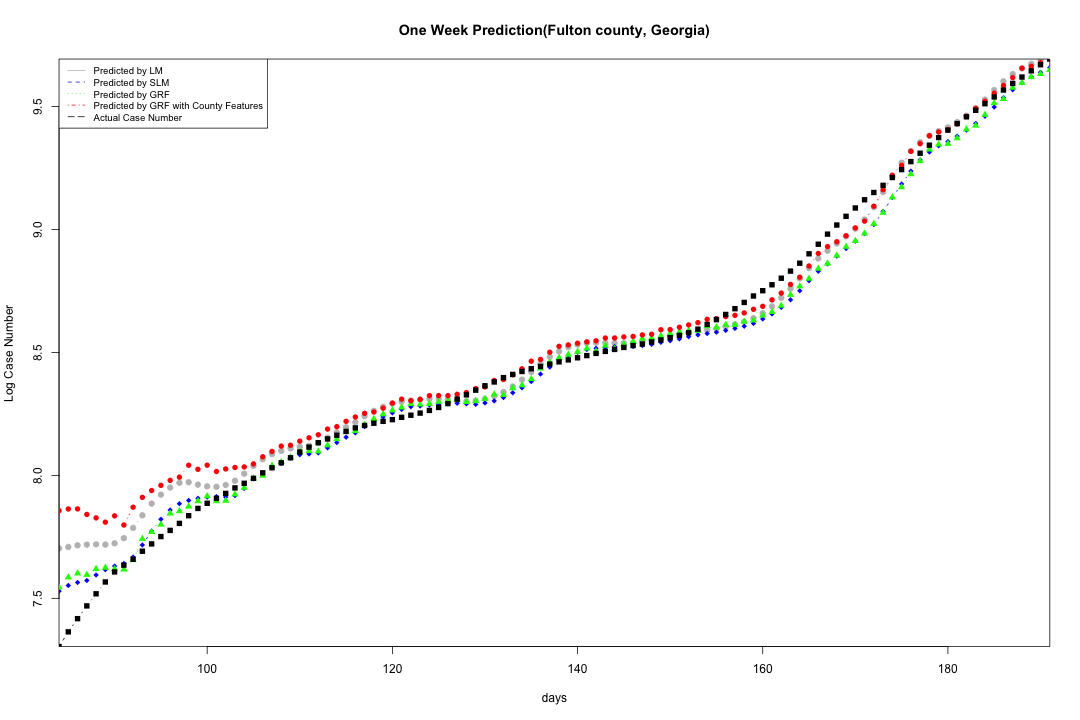 One Week Prediction(Fulton county, Georgia)
Predicted by LM
Predicted by SLM
Predicted by GRF
Predicted by GRF with County Features
Actual Case Number
9.5
9.0
8.5
8.0
7.5
Log Case Number
100 120 140 160 180
days